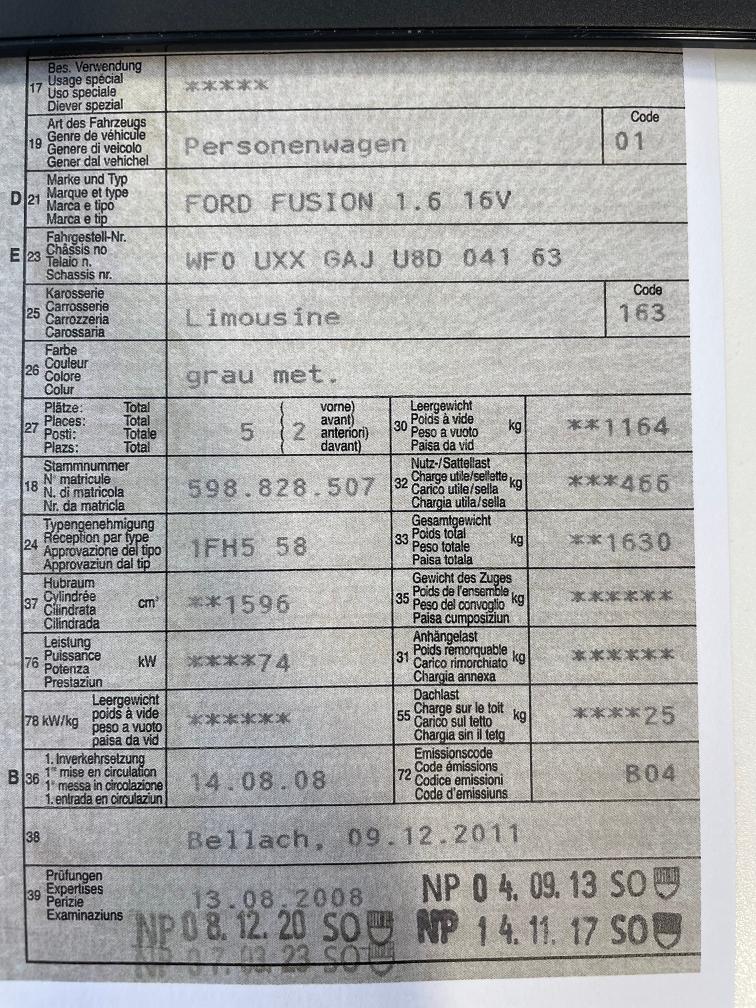 17 Bes. Verwendung
Usage spécial
Uso speciale
Diever spezial
*****
19 Art des Fahrzeugs
Genre de véhicule
Genere di veicolo
Gener dal vehichel
Personenwagen
Code
01
D 21 Marke und Typ
Marque et type
Marca e tipo
Marca e tip
FORD FUSION 1.6 16V
E 23 Fahrgestell-Nr.
Châssis no
Telaio n.
Schassis nr.
WF0 UXX GAJ U8D 041 63
25 Karosserie
Carrosserie
Carrozzeria
Carossaria
Limousine
Code
163
26 Farbe
Couleur
Colore
Colur
grau met.
27 Plätze: Total
Places: Total
Posti: Totale
Plazs: Total
5 ( 2 vorne)
( avant)
( anteriori)
( davant)
30 Leergewicht
Poids à vide
Peso a vuoto
Paisa da vid
kg
**1164
18 Stammnummer
N° matricule
N. di matricola
Nr. da matricla
598.828.507
32 Nutz-/Sattellast
Charge utile/sellette
Carico utile/sella
Chargia utila/sella
kg
***466
24 Typengenehmigung
Réception par type
Approvazione del tipo
Approvaziun dal tip
1FH5 58
33 Gesamtgewicht
Poids total
Peso totale
Paisa totala
kg
**1630
37 Hubraum
Cylindrée
Cilindrata
Cilindrada
cm³
**1596
35 Gewicht des Zuges
Poids de l'ensemble
Peso del convoglio
Paisa cumposiziun
kg
******
76 Leistung
Puissance
Potenza
Prestaziun
kW
****74
31 Anhängelast
Poids remorquable
Carico rimorchiato
Chargia annexa
kg
******
78 kW/kg
Leergewicht
poids à vide
peso a vuoto
paisa da vid
******
55 Dachlast
Charge sur le toit
Carico sul tetto
Chargia sin il tetg
kg
****25
B 36 1. Inverkehrsetzung
1re mise en circulation
1a messa in circolazione
1. entrada en circulaziun
14.08.08
72 Emissionscode
Code émissions
Codice emissioni
Code d'emissiuns
B04
38 Bellach, 09.12.2011
39 Prüfungen
Expertises
Perizie
Examinaziuns
13.08.2008
NP 0 4. 09. 13 SO
NP 0 8. 12. 20 SO
NP 1 4. 11. 17 SO
NP 0 7. 03. 23 SO